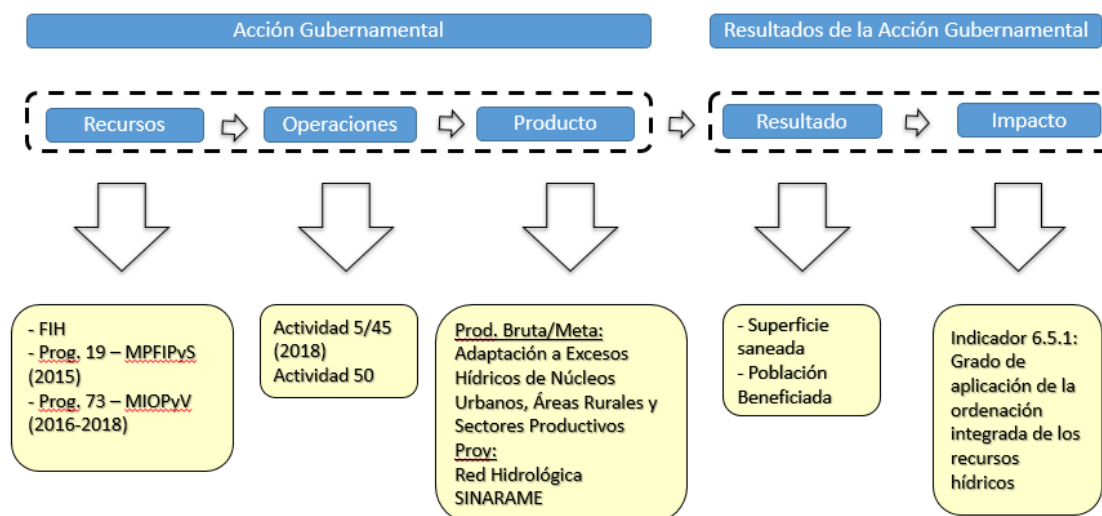 Acción Gubernamental
Resultados de la Acción Gubernamental
Recursos
Operaciones
Producto
Resultado
Impacto
- FIH
- Prog. 19 – MPFIPyS
(2015)
- Prog. 73 – MIOPyV
(2016-2018)
Actividad 5/45
(2018)
Actividad 50
Prod. Bruta/Meta:
Adaptación a Excesos
Hídricos de Núcleos
Urbanos, Áreas Rurales y
Sectores Productivos
Proy:
Red Hidrológica
SINARAME
- Superficie
saneada
- Población
Beneficiada
Indicador 6.5.1:
Grado de
aplicación de la
ordenación
integrada de los
recursos
hídricos